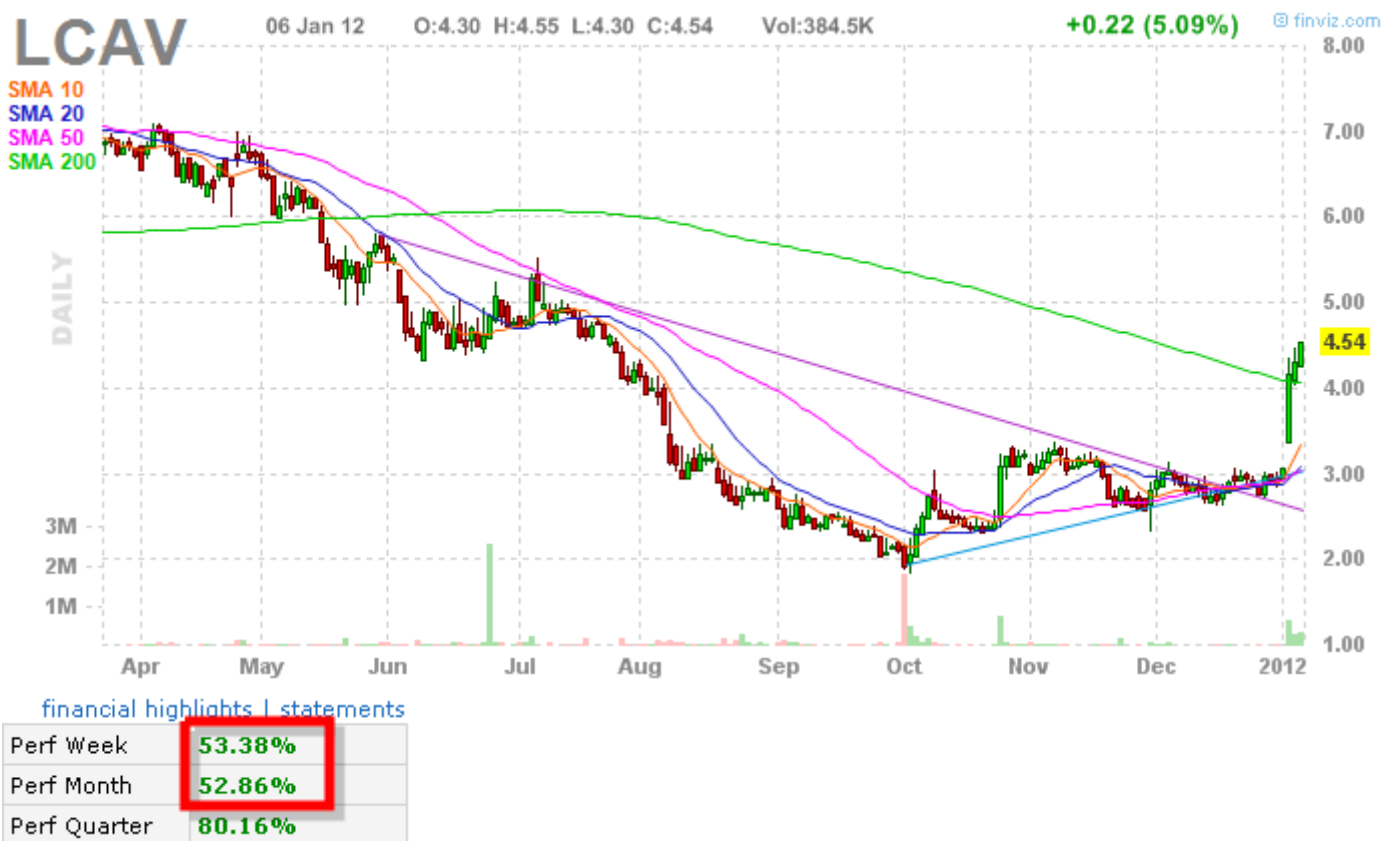 LCAV 06 Jan 12 O:4.30 H:4.55 L:4.30 C:4.54 Vol:384.5K +0.22 (5.09%) © finviz.com
8.00
SMA 10
SMA 20
SMA 50
SMA 200
7.00
6.00
DAILY
5.00
4.54
4.00
3.00
3M
2M
2.00
1M
1.00
Apr May Jun Jul Aug Sep Oct Nov Dec 2012
financial highlights | statements
Perf Week 53.38%
Perf Month 52.86%
Perf Quarter 80.16%